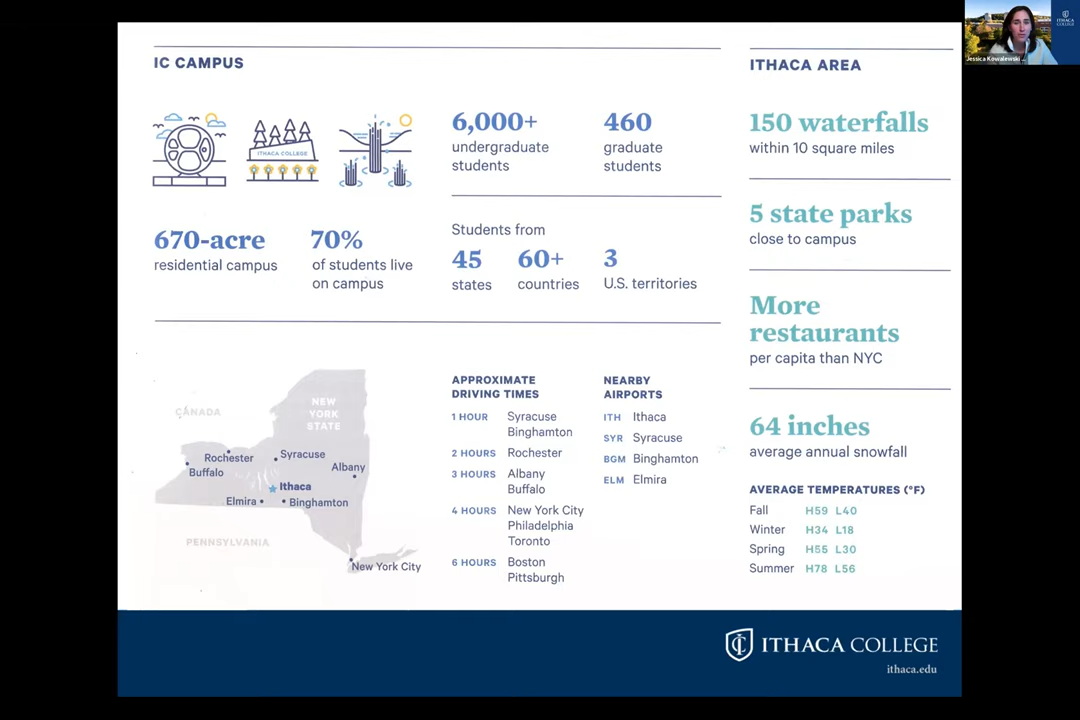 IC CAMPUS
ITHACA COLLEGE
6,000+
undergraduate
students
460
graduate
students
670-acre
residential campus
70%
of students live
on campus
Students from
45
states
60+
countries
3
U.S. territories
CANADA
NEW
YORK
STATE
Rochester
Syracuse
Buffalo
Albany
Ithaca
Elmira
Binghamton
PENNSYLVANIA
New York City
APPROXIMATE
DRIVING TIMES
1 HOUR Syracuse
Binghamton
2 HOURS Rochester
3 HOURS Albany
Buffalo
4 HOURS New York City
Philadelphia
Toronto
6 HOURS Boston
Pittsburgh
NEARBY
AIRPORTS
ITH Ithaca
SYR Syracuse
BGM Binghamton
ELM Elmira
ITHACA AREA
150 waterfalls
within 10 square miles
5 state parks
close to campus
More
restaurants
per capita than NYC
64 inches
average annual snowfall
AVERAGE TEMPERATURES (°F)
Fall H59 L40
Winter H34 L18
Spring H55 L30
Summer H78 L56
ITHACA COLLEGE
ithaca.edu
Jessica Kowalewski
ITHACA
COLLEGE